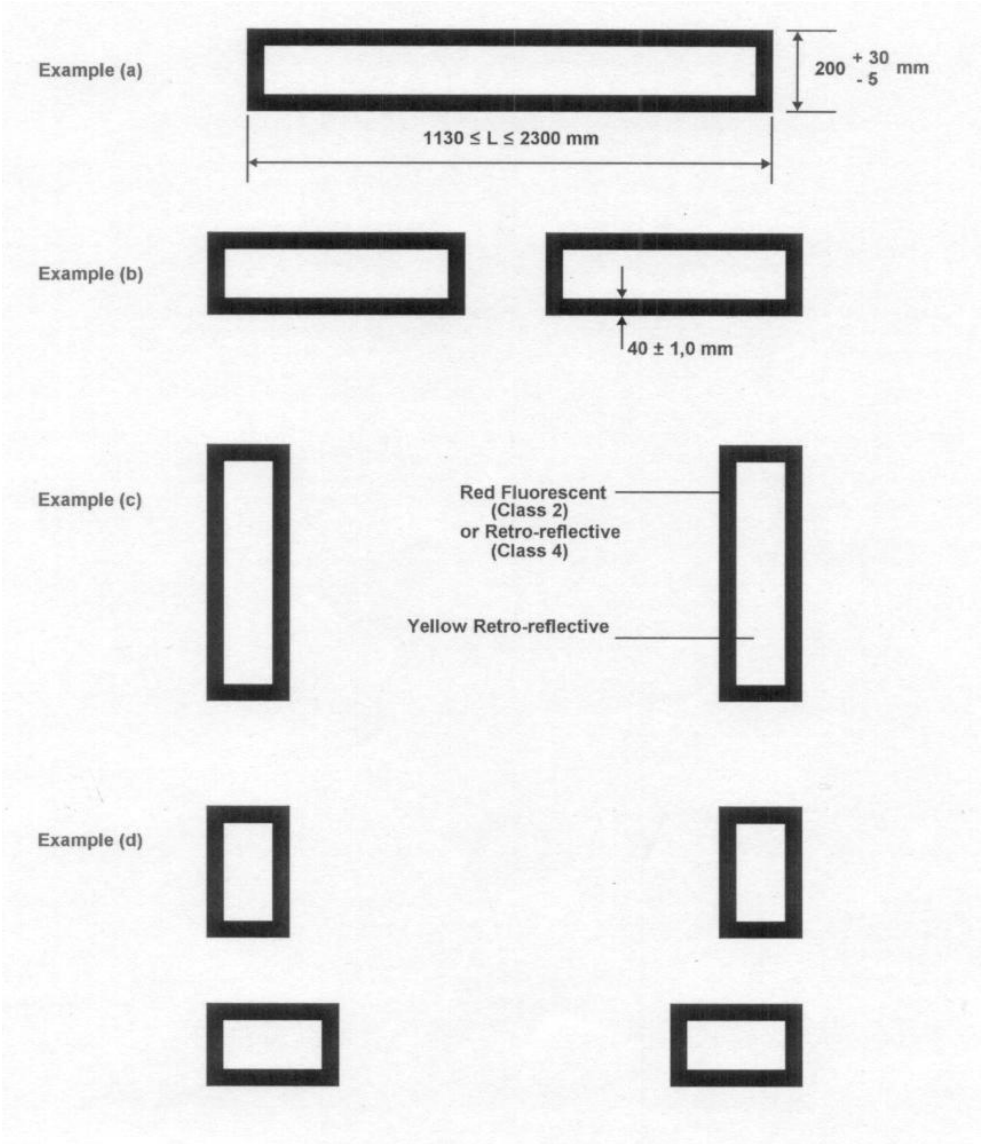 Example (a)
200 + 30 - 5 mm
1130 ≤ L ≤ 2300 mm
Example (b)
40 ± 1,0 mm
Example (c)
Red Fluorescent
(Class 2)
or Retro-reflective
(Class 4)
Yellow Retro-reflective
Example (d)